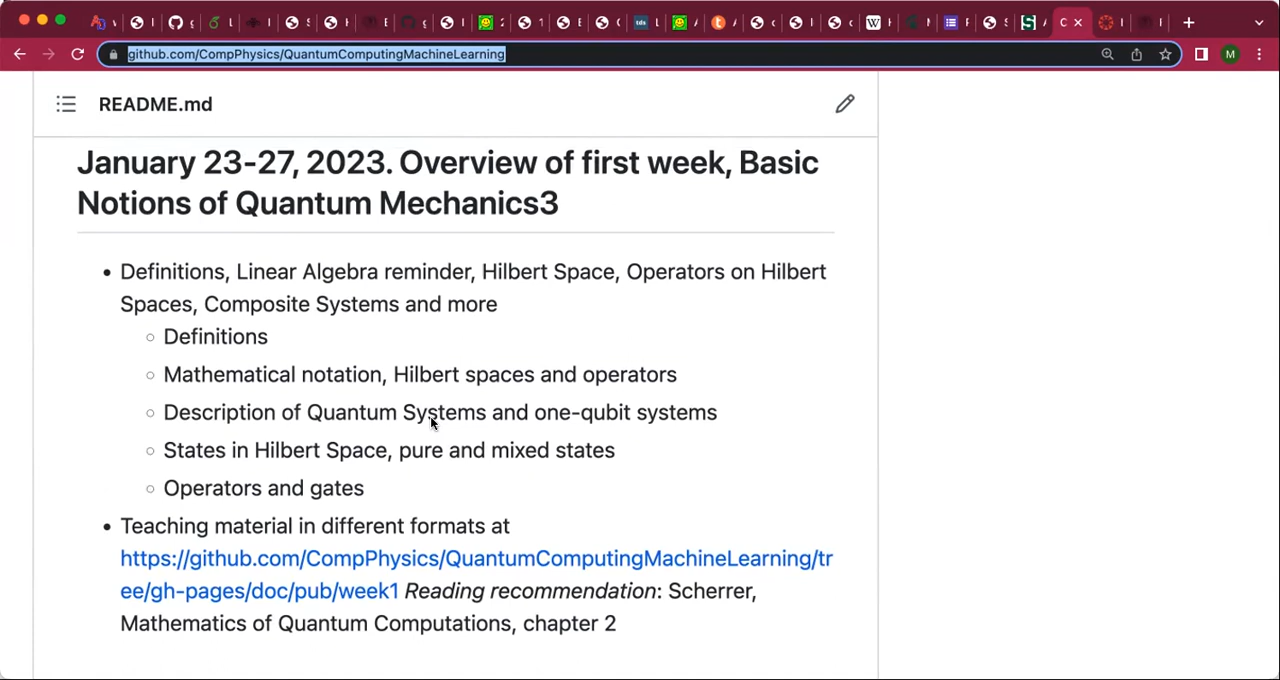 github.com/CompPhysics/QuantumComputingMachineLearning
M
README.md
January 23-27, 2023. Overview of first week, Basic
Notions of Quantum Mechanics3
Definitions, Linear Algebra reminder, Hilbert Space, Operators on Hilbert
Spaces, Composite Systems and more
Definitions
Mathematical notation, Hilbert spaces and operators
Description of Quantum Systems and one-qubit systems
States in Hilbert Space, pure and mixed states
Operators and gates
Teaching material in different formats at
https://github.com/CompPhysics/QuantumComputingMachineLearning/tr
ee/gh-pages/doc/pub/week1 Reading recommendation: Scherrer,
Mathematics of Quantum Computations, chapter 2